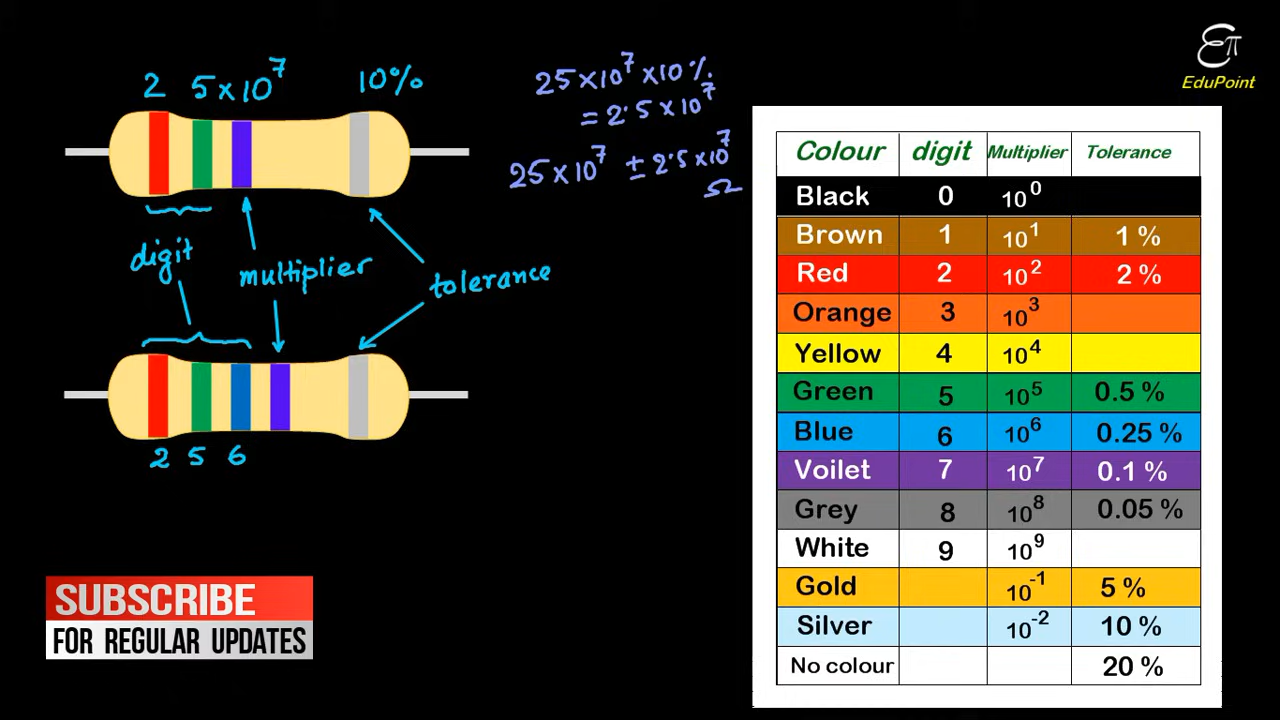 επ
EduPoint
2 5×10⁷ 10%
25×10⁷×10%
= 2.5×10⁷
25×10⁷ ± 2.5×10⁷
Ω
digit
multiplier
tolerance
2 5 6
SUBSCRIBE
FOR REGULAR UPDATES
Colour digit Multiplier Tolerance
Black 0 10⁰
Brown 1 10¹ 1 %
Red 2 10² 2 %
Orange 3 10³
Yellow 4 10⁴
Green 5 10⁵ 0.5 %
Blue 6 10⁶ 0.25 %
Voilet 7 10⁷ 0.1 %
Grey 8 10⁸ 0.05 %
White 9 10⁹
Gold 10⁻¹ 5 %
Silver 10⁻² 10 %
No colour 20 %